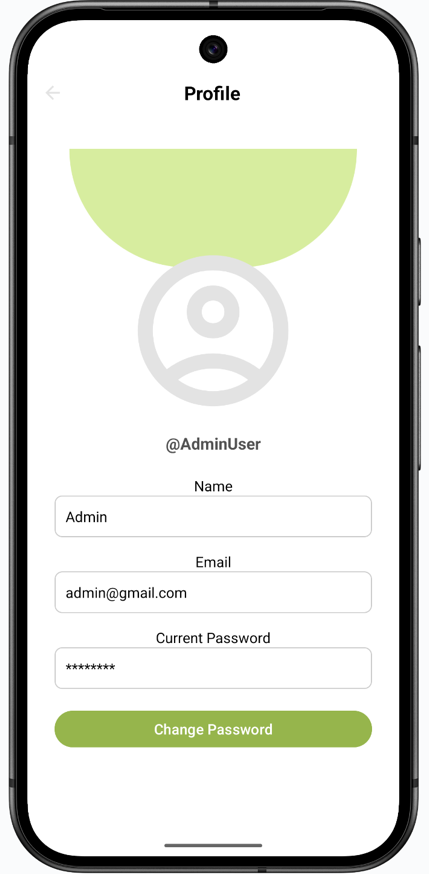 Profile
@AdminUser
Name
Admin
Email
admin@gmail.com
Current Password
********
Change Password